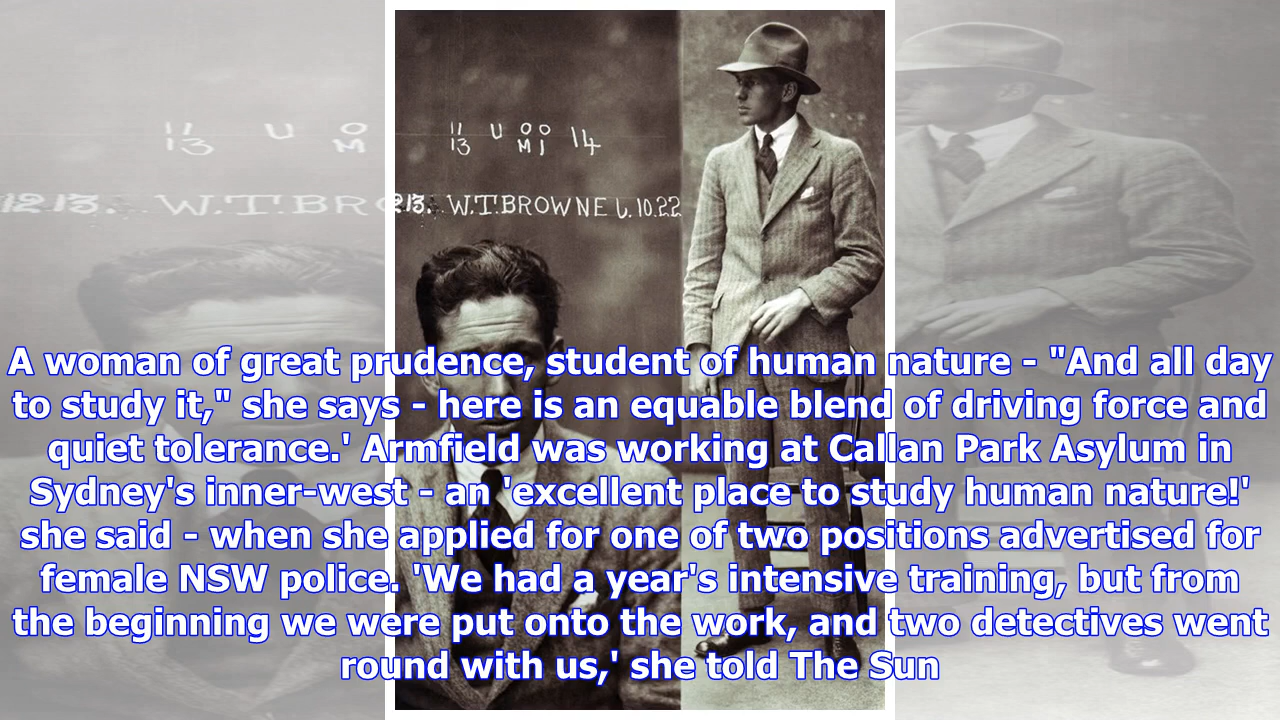 11 U O O 14
13 M J
1213. W.T.BRO
213. W.T.BROWNE 6.10.22
11 U O
13 M
A woman of great prudence, student of human nature - "And all day
to study it," she says - here is an equable blend of driving force and
quiet tolerance.' Armfield was working at Callan Park Asylum in
Sydney's inner-west - an 'excellent place to study human nature!'
she said - when she applied for one of two positions advertised for
female NSW police. 'We had a year's intensive training, but from
the beginning we were put onto the work, and two detectives went
round with us,' she told The Sun